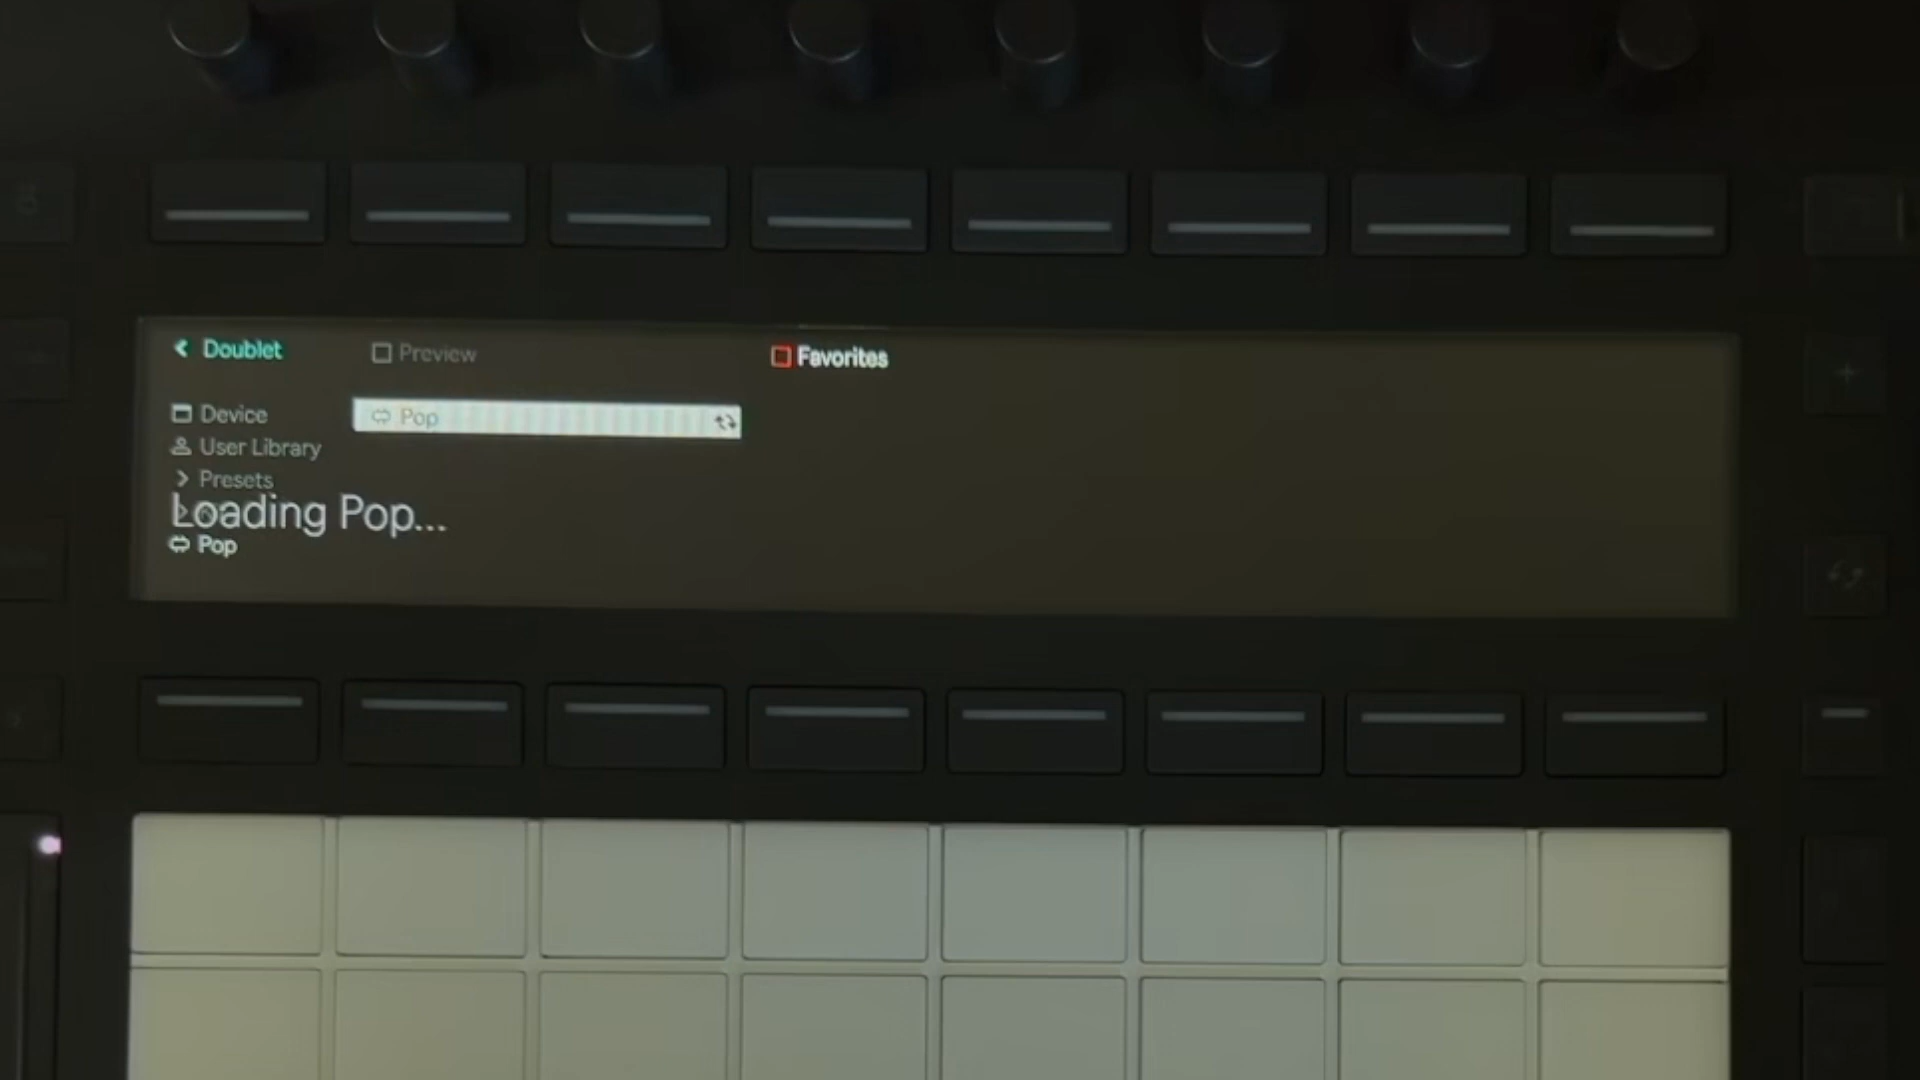 Doublet
Preview
Favorites
Device
Pop
User Library
Presets
Loading Pop...
Pop